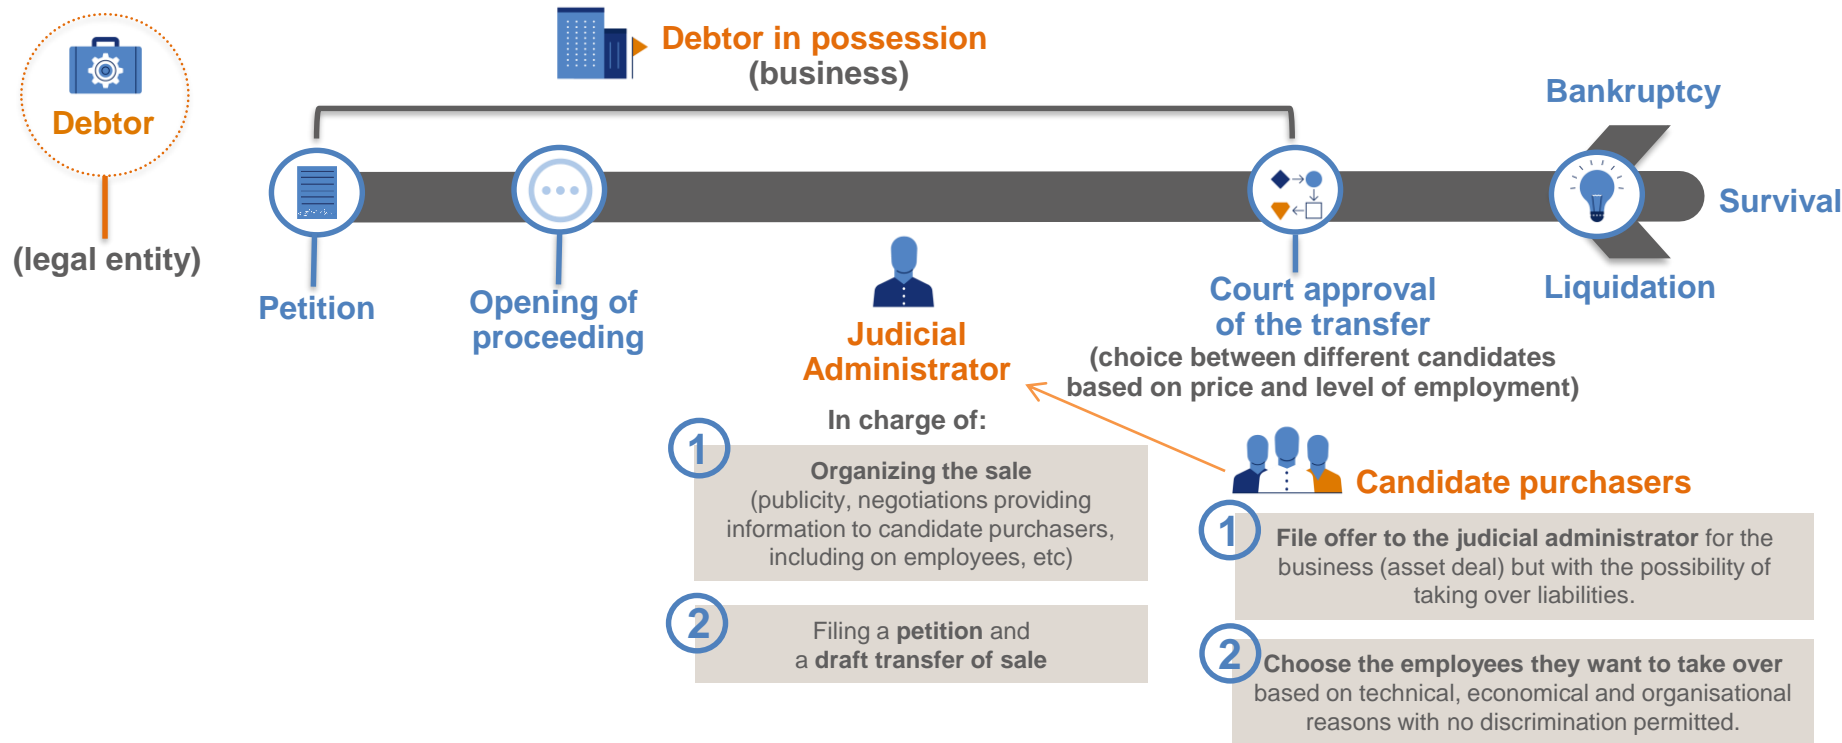 Debtor
(legal entity)
Debtor in possession
(business)
Petition
Opening of
proceeding
Judicial
Administrator
In charge of:
1
Organizing the sale
(publicity, negotiations providing
information to candidate purchasers,
including on employees, etc)
2
Filing a petition and
a draft transfer of sale
Court approval
of the transfer
(choice between different candidates
based on price and level of employment)
Candidate purchasers
1
File offer to the judicial administrator for the
business (asset deal) but with the possibility of
taking over liabilities.
2
Choose the employees they want to take over
based on technical, economical and organisational
reasons with no discrimination permitted.
Bankruptcy
Survival
Liquidation